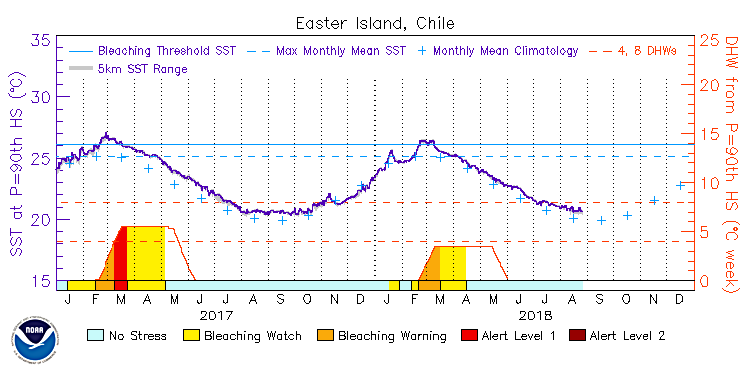 Easter Island, Chile
Bleaching Threshold SST Max Monthly Mean SST Monthly Mean Climatology 4, 8 DHWs
5km SST Range
SST at P=90th HS (°C)
35
30
25
20
15
DHW from P=90th HS (°C week)
25
20
15
10
5
0
J F M A M J J A S O N D J F M A M J J A S O N D
2017 2018
No Stress Bleaching Watch Bleaching Warning Alert Level 1 Alert Level 2
NOAA